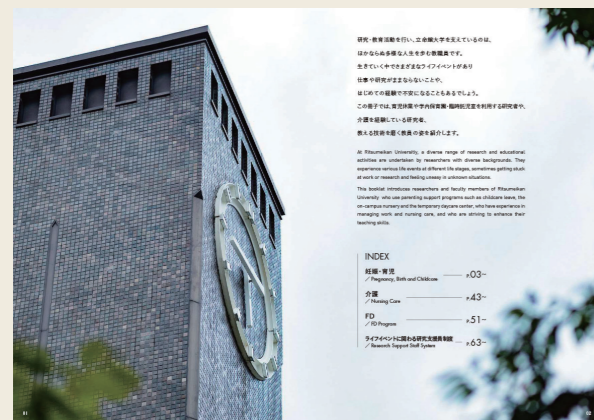 研究・教育活動を行い、立命館大学を支えているのは、
ほかならぬ多様な人生を歩む教職員です。
生きていく中でさまざまなライフイベントがあり
仕事や研究がままならないことや、
はじめての経験で不安になることもあるでしょう。
この冊子では、育児休業や学内保育園・臨時託児室を利用する研究者や、
介護を経験している研究者、
教える技術を磨く教員の姿を紹介します。
At Ritsumeikan University, a diverse range of research and educational
activities are undertaken by researchers with diverse backgrounds. They
experience various life events at different life stages, sometimes getting stuck
at work or research and feeling uneasy in unknown situations.
This booklet introduces researchers and faculty members of Ritsumeikan
University who use parenting support programs such as childcare leave, the
on-campus nursery and the temporary daycare center, who have experience in
managing work and nursing care, and who are striving to enhance their
teaching skills.
INDEX
妊娠・育児
/ Pregnancy, Birth and Childcare P.03~
介護
/ Nursing Care P.43~
FD
/ FD Program P.51~
ライフイベントに関わる研究支援員制度
/ Research Support Staff System P.63~
01
02